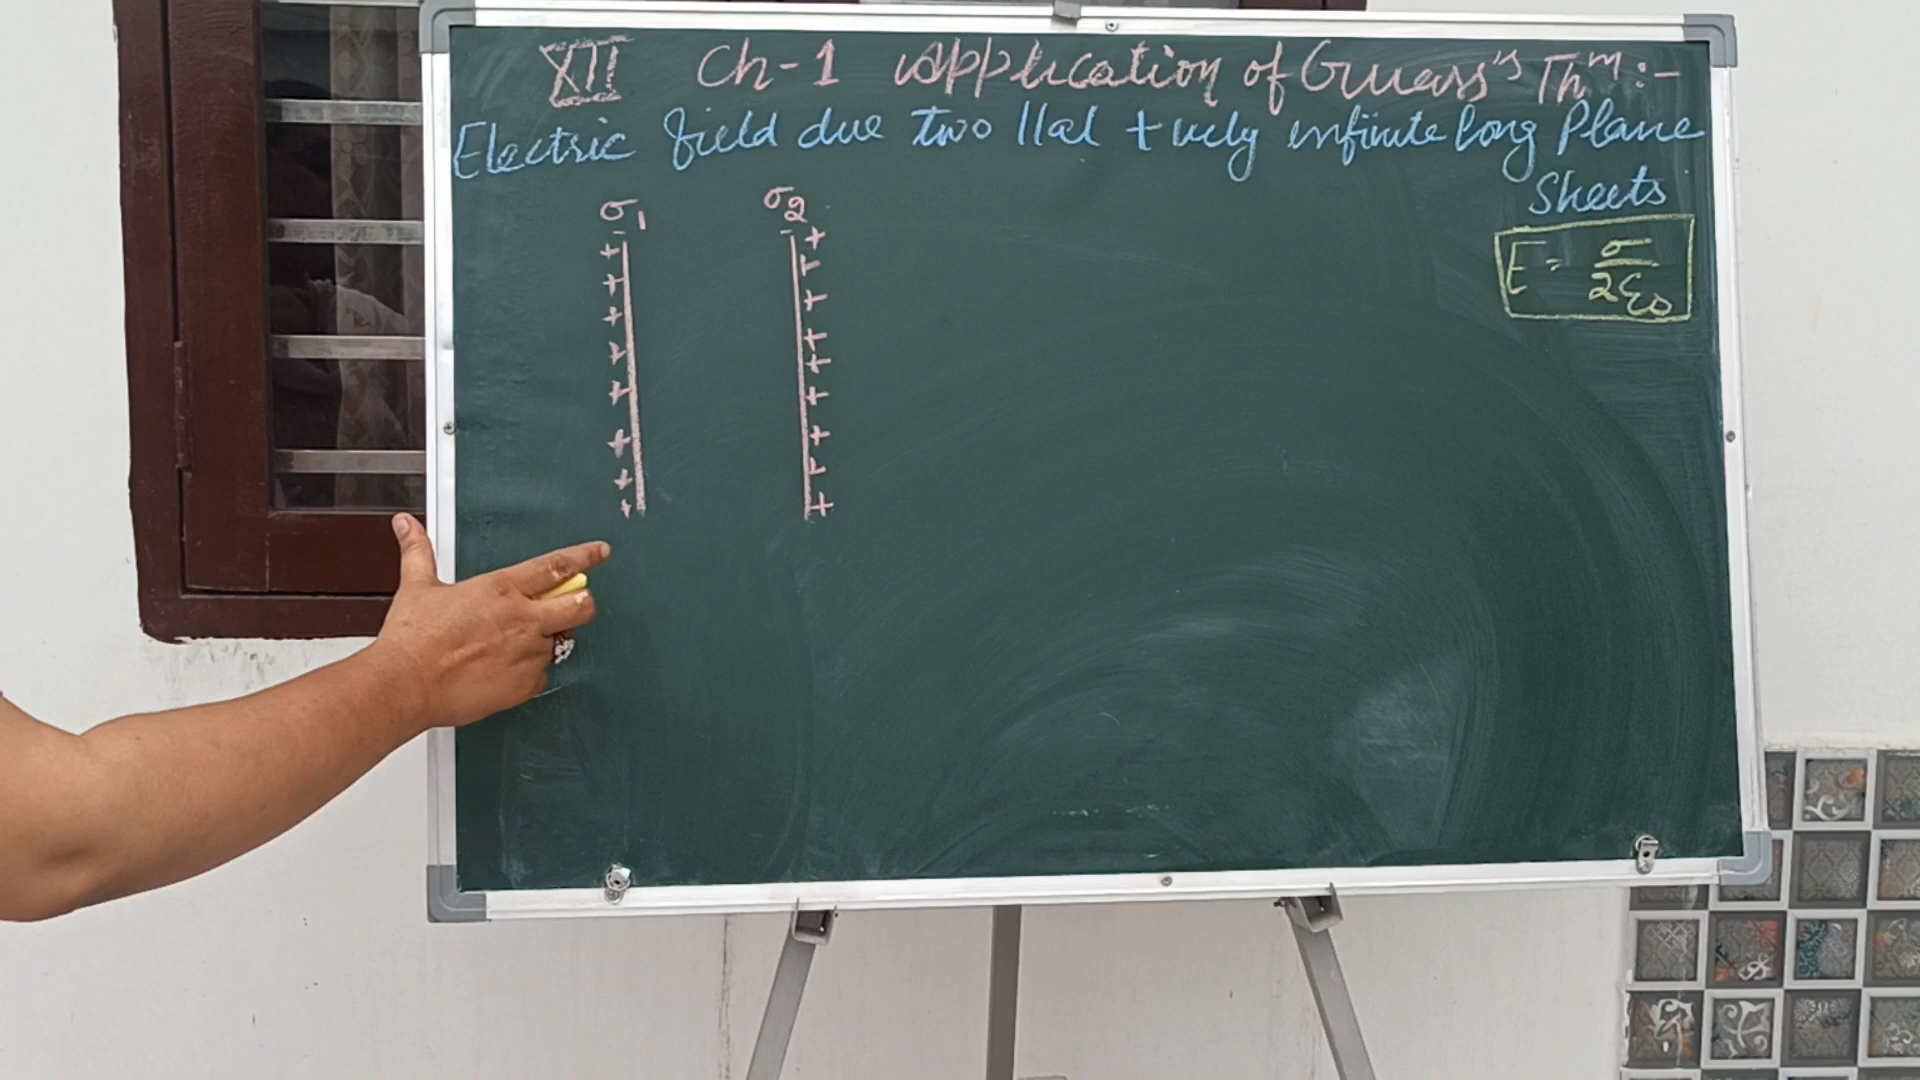 XII Ch-1 Application of Guass's Thm :-
Electric field due two llal +vely infinite long Plane
Sheets
σ1 σ2
E = σ/2ε0